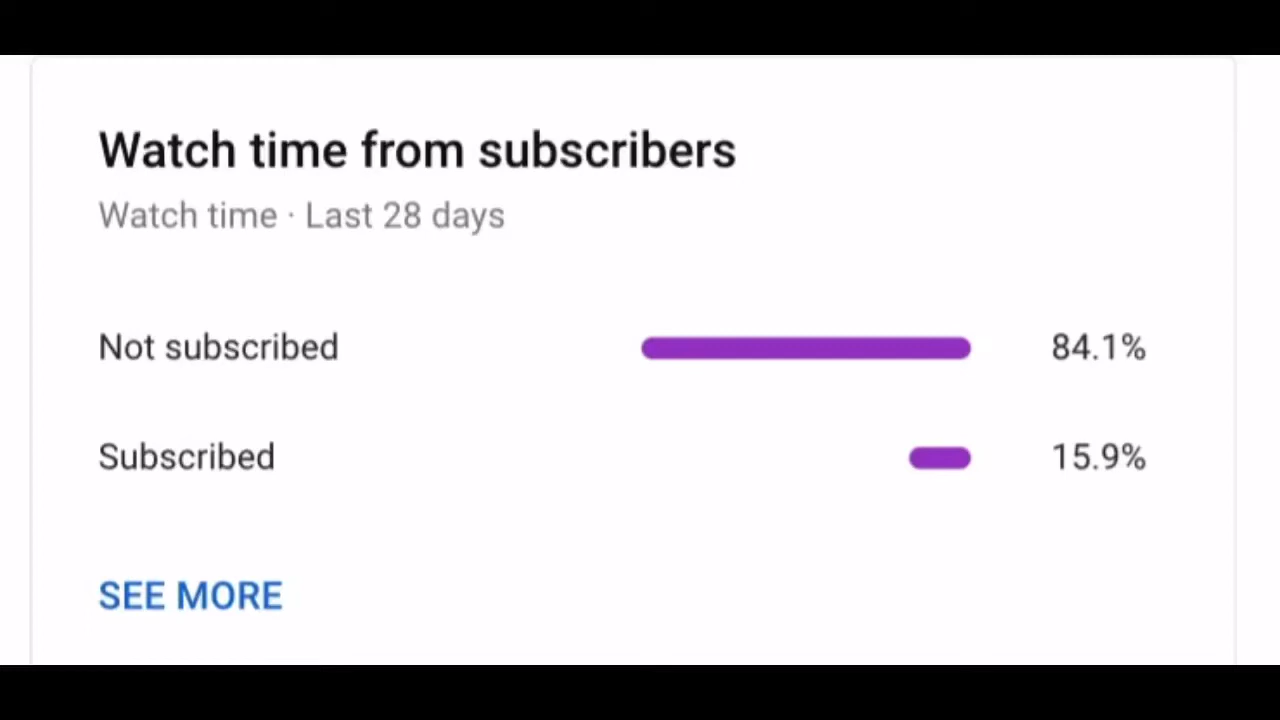 Watch time from subscribers
Watch time · Last 28 days
Not subscribed 84.1%
Subscribed 15.9%
SEE MORE